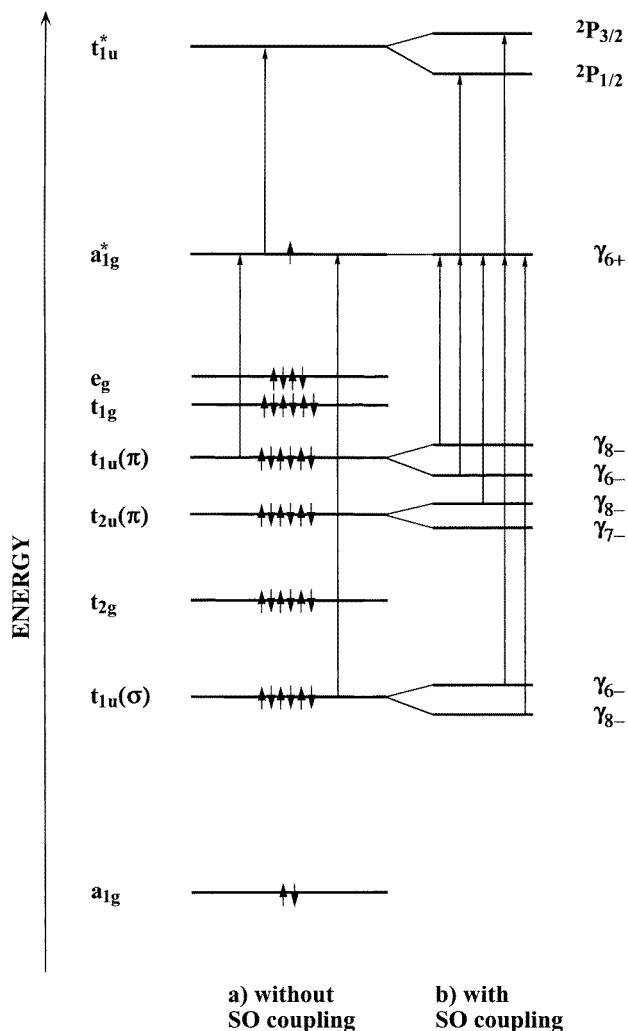 ENERGY
t*1u
a*1g
eg
t1g
t1u(π)
t2u(π)
t2g
t1u(σ)
a1g
²P3/2
²P1/2
γ6+
γ8−
γ6−
γ8−
γ7−
γ6−
γ8−
a) without
SO coupling
b) with
SO coupling